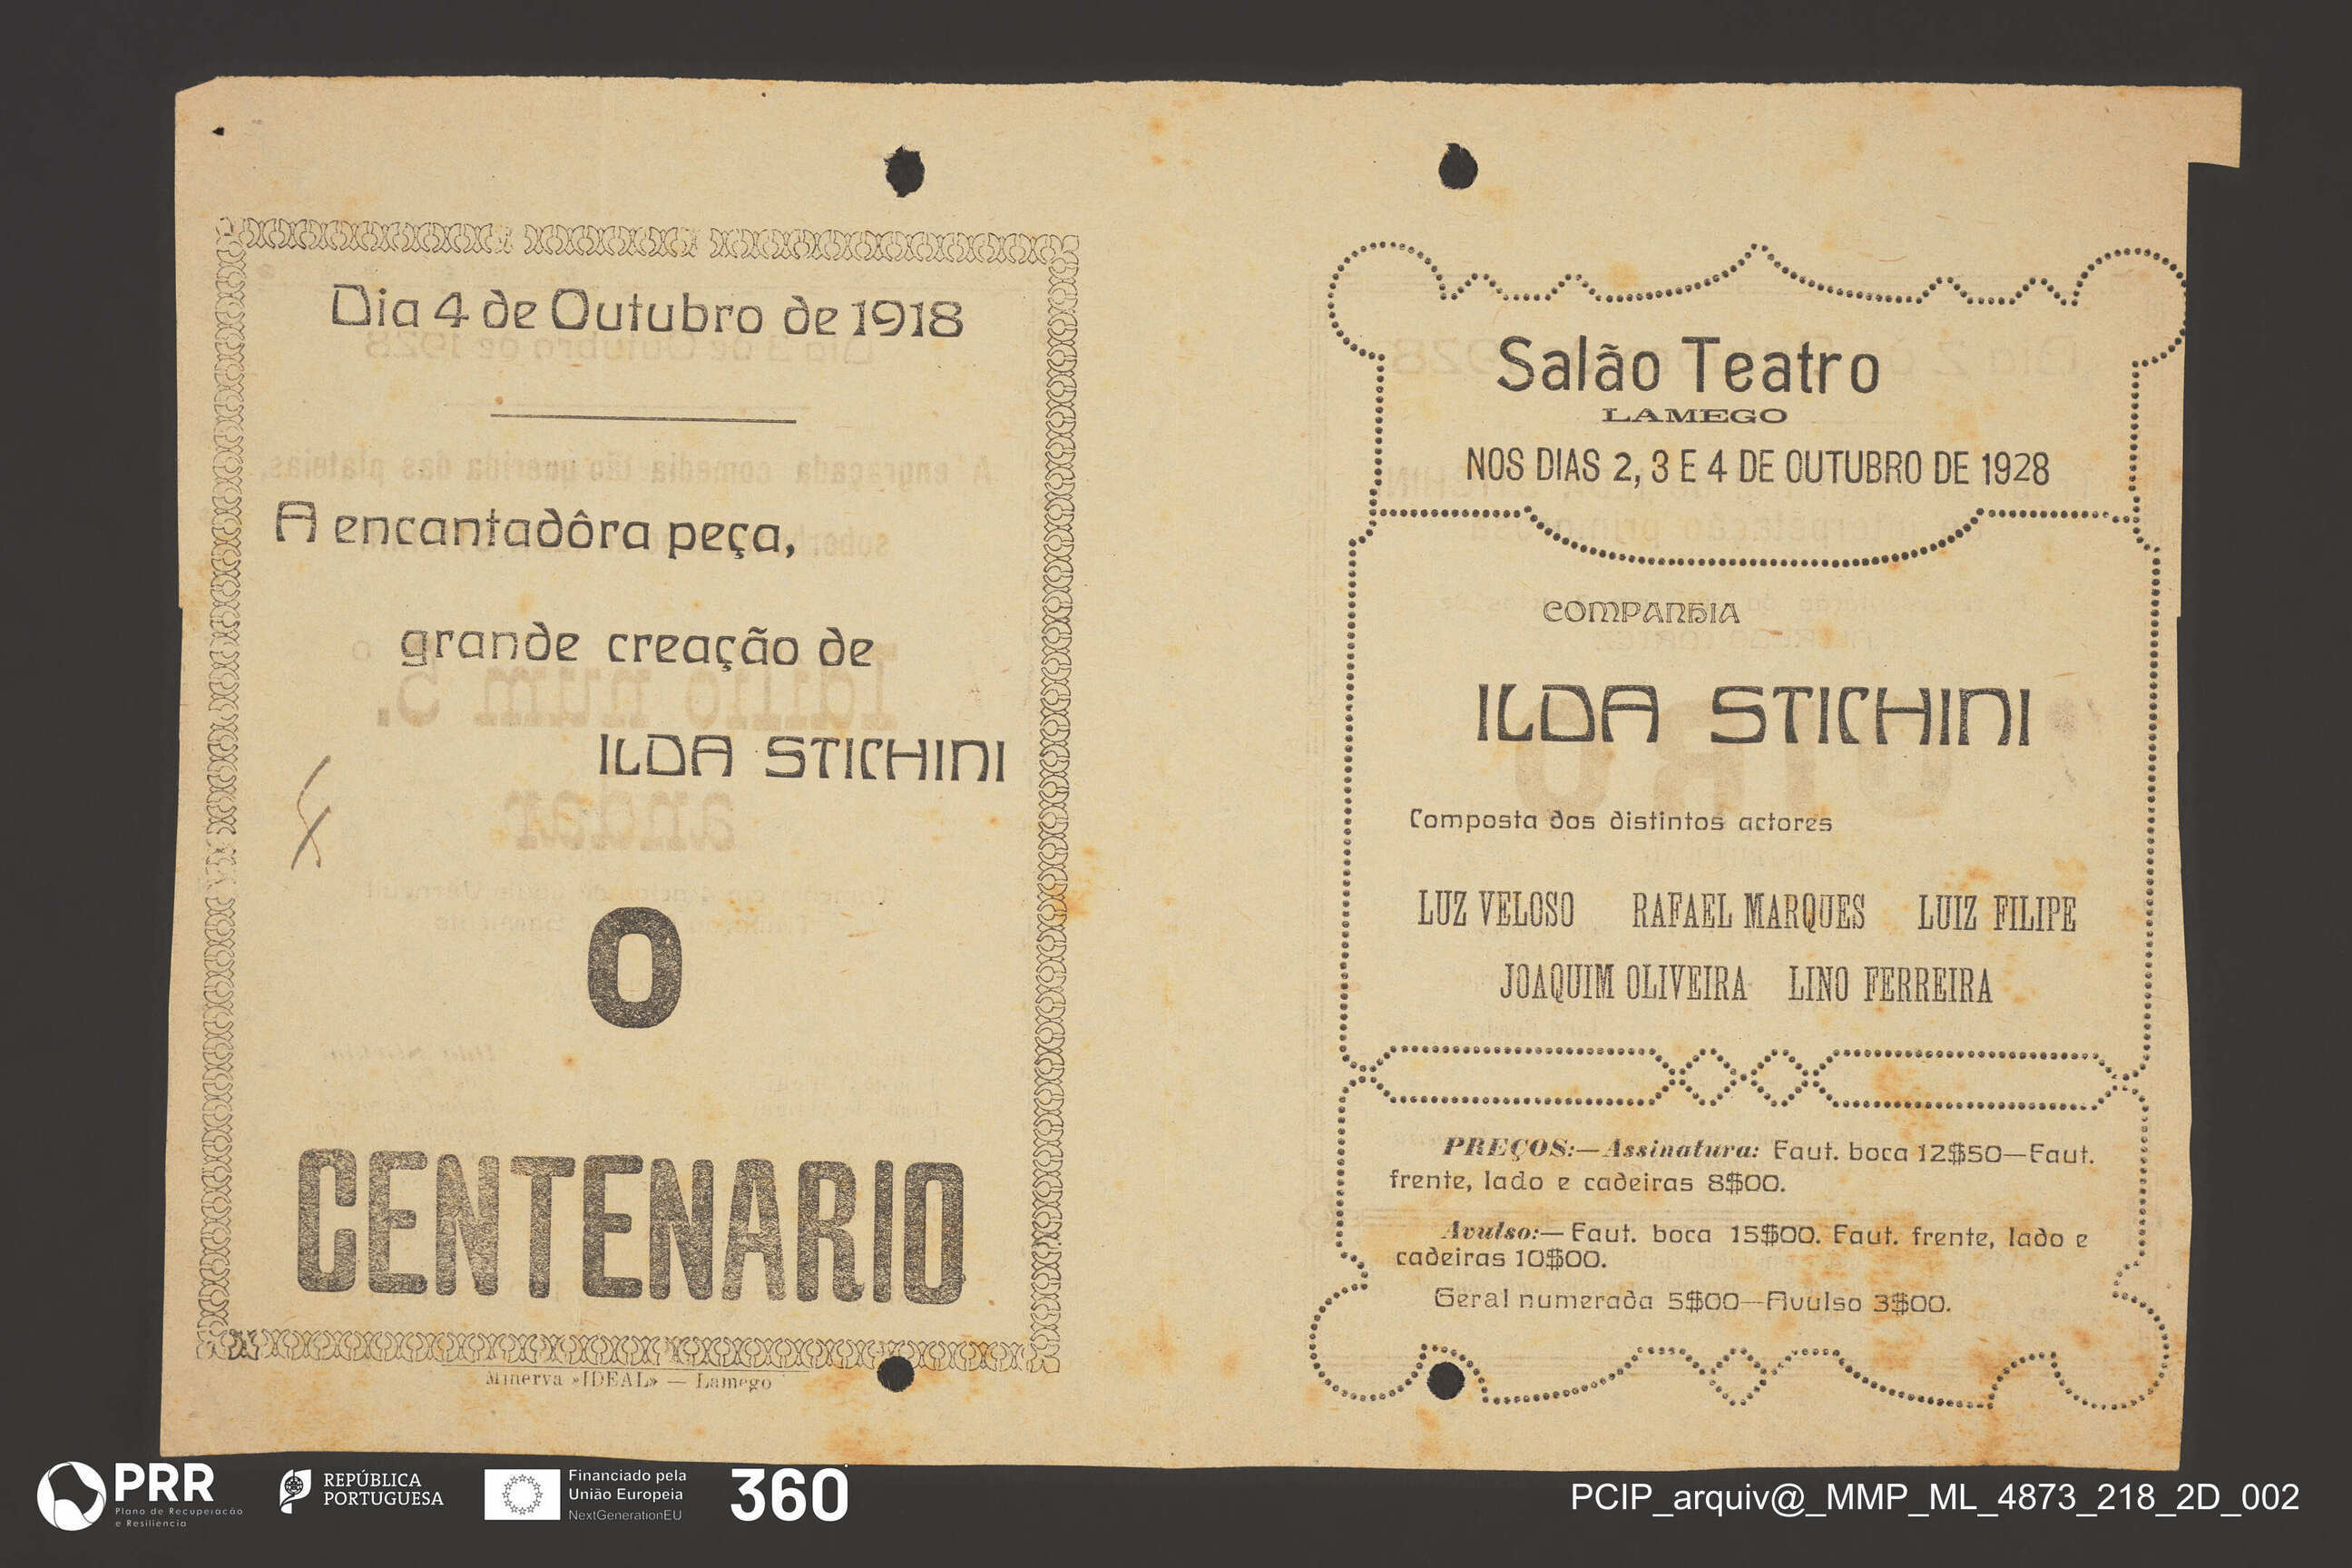 Dia 4 de Outubro de 1918
A encantadôra peça,
grande creação de
ILDA STICHINI
O
CENTENARIO
Minerva »IDEAL» — Lamego
Salão Teatro
LAMEGO
NOS DIAS 2, 3 E 4 DE OUTUBRO DE 1928
COMPANHIA
ILDA STICHINI
Composta dos distintos actores
LUZ VELOSO RAFAEL MARQUES LUIZ FILIPE
JOAQUIM OLIVEIRA LINO FERREIRA
PREÇOS:—Assinatura: Faut. boca 12$50—Faut.
frente, lado e cadeiras 8$00.
Avulso:— Faut. boca 15$00. Faut. frente, lado e
cadeiras 10$00.
Geral numerada 5$00—Avulso 3$00.
PRR
Plano de Recuperação
e Resiliência
REPÚBLICA
PORTUGUESA
Financiado pela
União Europeia
NextGenerationEU
360
PCIP_arquiv@_MMP_ML_4873_218_2D_002